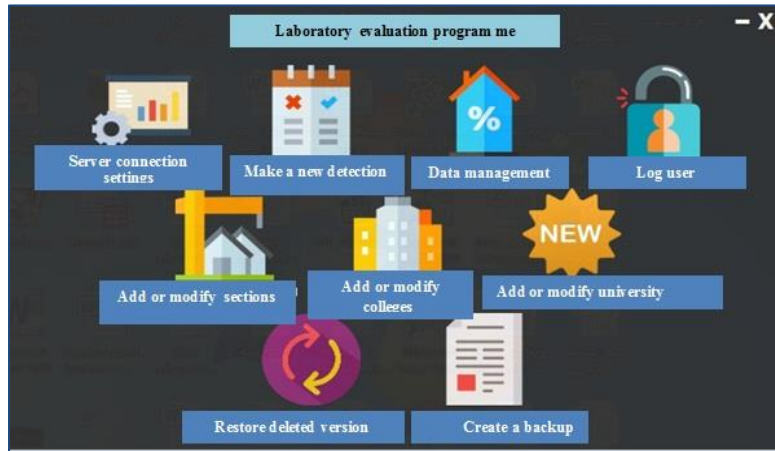 Laboratory evaluation program me
– X
%
Server connection
settings
Make a new detection
Data management
Log user
NEW
Add or modify sections
Add or modify
colleges
Add or modify university
Restore deleted version
Create a backup